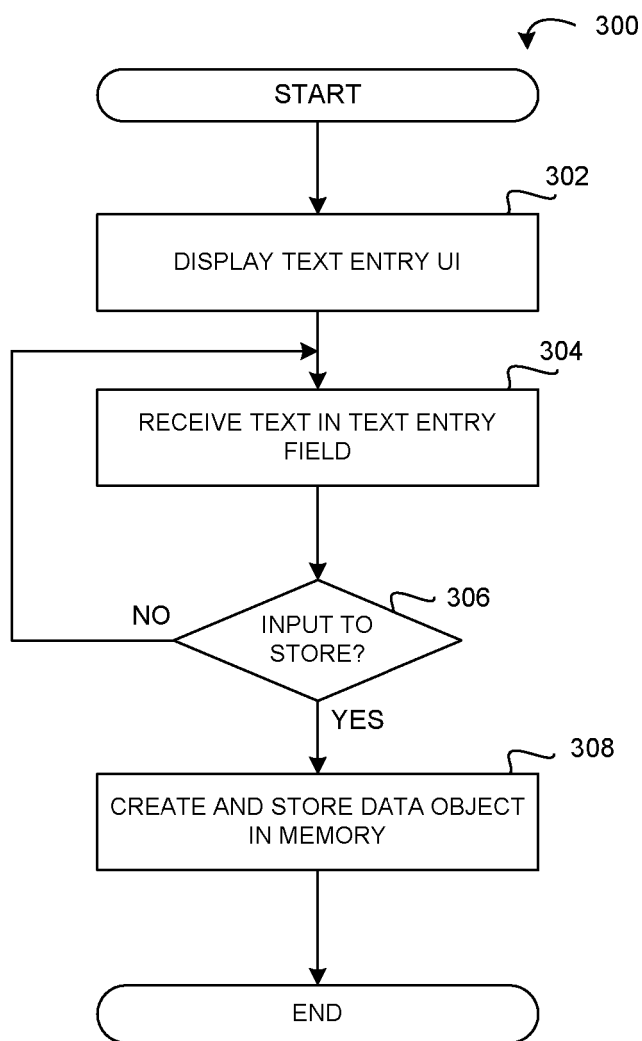 300
START
302
DISPLAY TEXT ENTRY UI
304
RECEIVE TEXT IN TEXT ENTRY
FIELD
306
NO
INPUT TO
STORE?
YES
308
CREATE AND STORE DATA OBJECT
IN MEMORY
END